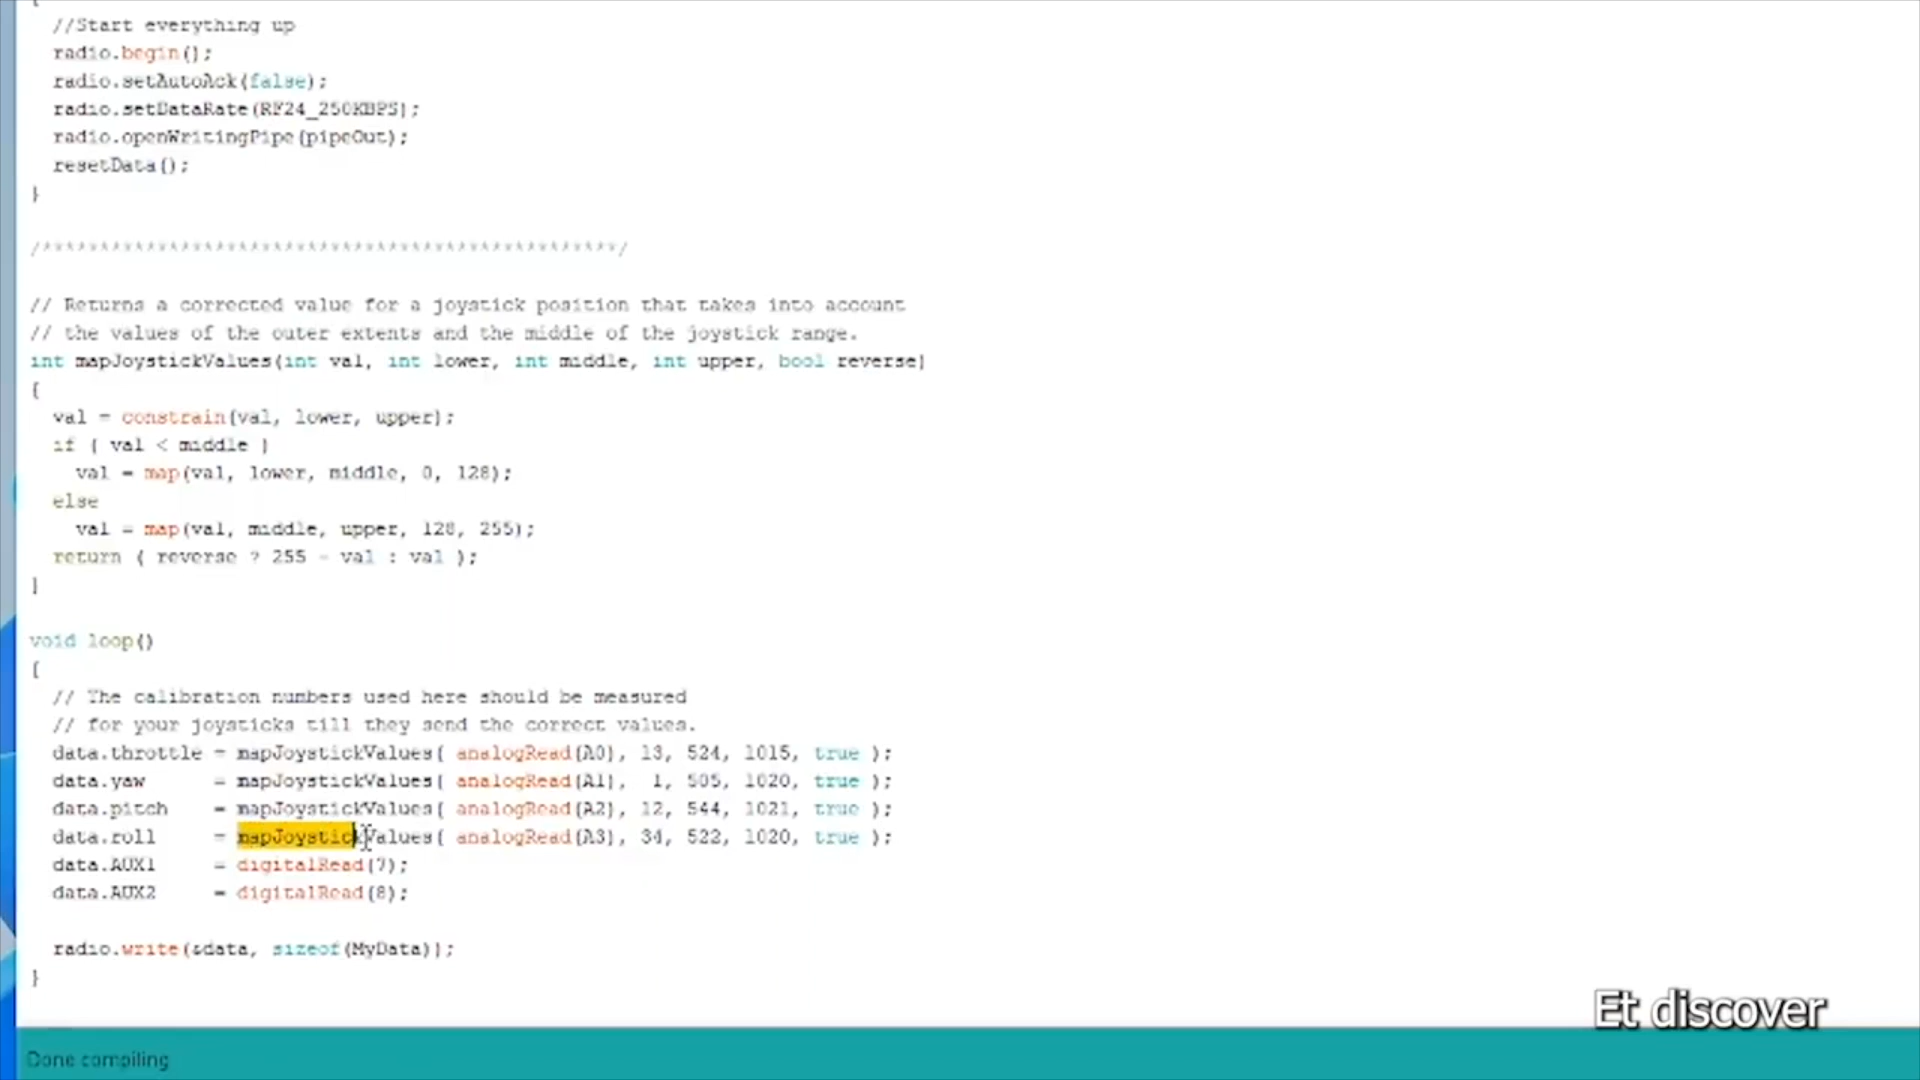 {
//Start everything up
radio.begin();
radio.setAutoAck(false);
radio.setDataRate(RF24_250KBPS);
radio.openWritingPipe(pipeOut);
resetData();
}
/**************************************************/
// Returns a corrected value for a joystick position that takes into account
// the values of the outer extents and the middle of the joystick range.
int mapJoystickValues(int val, int lower, int middle, int upper, bool reverse)
{
val = constrain(val, lower, upper);
if ( val < middle )
val = map(val, lower, middle, 0, 128);
else
val = map(val, middle, upper, 128, 255);
return ( reverse ? 255 - val : val );
}
void loop()
{
// The calibration numbers used here should be measured
// for your joysticks till they send the correct values.
data.throttle = mapJoystickValues( analogRead(A0), 13, 524, 1015, true );
data.yaw = mapJoystickValues( analogRead(A1), 1, 505, 1020, true );
data.pitch = mapJoystickValues( analogRead(A2), 12, 544, 1021, true );
data.roll = mapJoystickValues( analogRead(A3), 34, 522, 1020, true );
data.AUX1 = digitalRead(7);
data.AUX2 = digitalRead(8);
radio.write(&data, sizeof(MyData));
}
Et discover
Done compiling